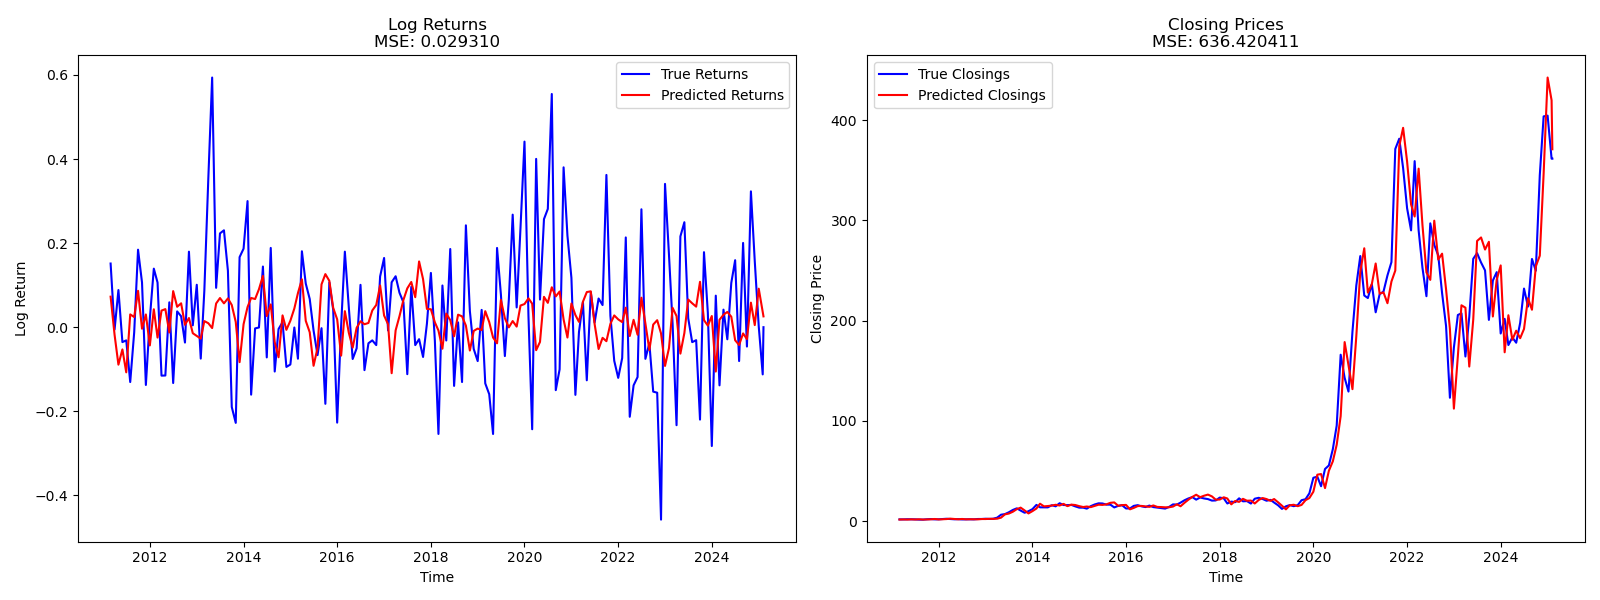 Log Returns
MSE: 0.029310
True Returns
Predicted Returns
0.6
0.4
0.2
0.0
−0.2
−0.4
Log Return
2012
2014
2016
2018
2020
2022
2024
Time
Closing Prices
MSE: 636.420411
True Closings
Predicted Closings
400
300
200
100
0
Closing Price
2012
2014
2016
2018
2020
2022
2024
Time